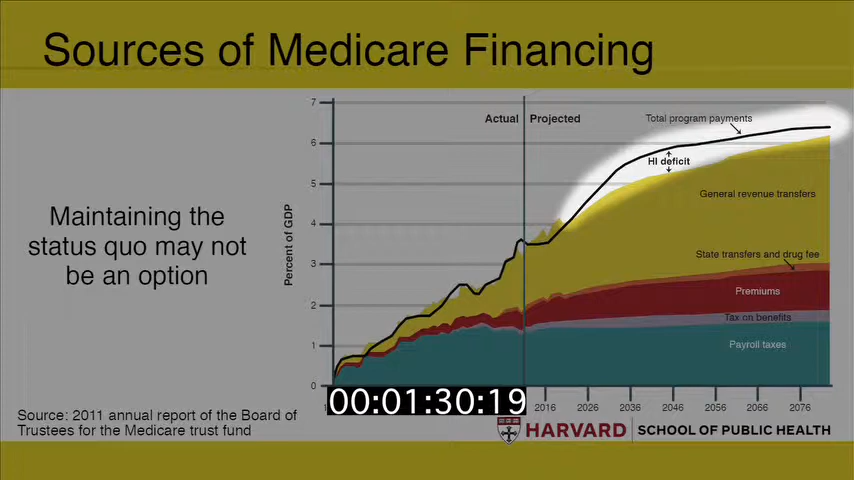 Sources of Medicare Financing
Maintaining the
status quo may not
be an option
Percent of GDP
7
6
5
4
3
2
1
0
Actual
Projected
Total program payments
HI deficit
General revenue transfers
State transfers and drug fee
Premiums
Tax on benefits
Payroll taxes
2016 2026 2036 2046 2056 2066 2076
00:01:30:19
Source: 2011 annual report of the Board of
Trustees for the Medicare trust fund
HARVARD SCHOOL OF PUBLIC HEALTH